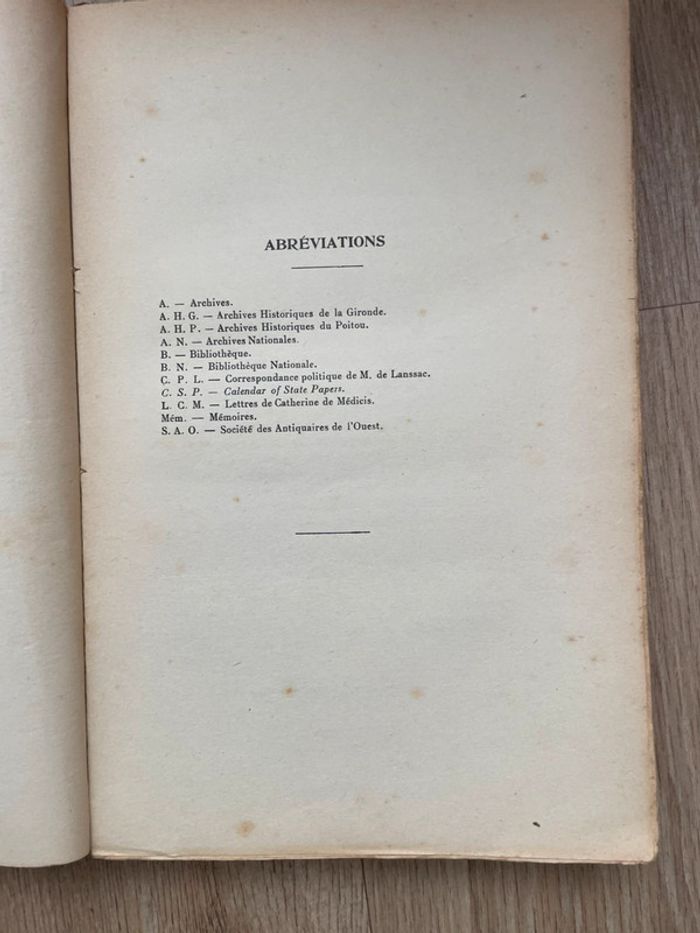 ABRÉVIATIONS
A. — Archives.
A. H. G. — Archives Historiques de la Gironde.
A. H. P. — Archives Historiques du Poitou.
A. N. — Archives Nationales.
B. — Bibliothèque.
B. N. — Bibliothèque Nationale.
C. P. L. — Correspondance politique de M. de Lanssac.
C. S. P. — Calendar of State Papers.
L. C. M. — Lettres de Catherine de Médicis.
Mém. — Mémoires.
S. A. O. — Société des Antiquaires de l'Ouest.